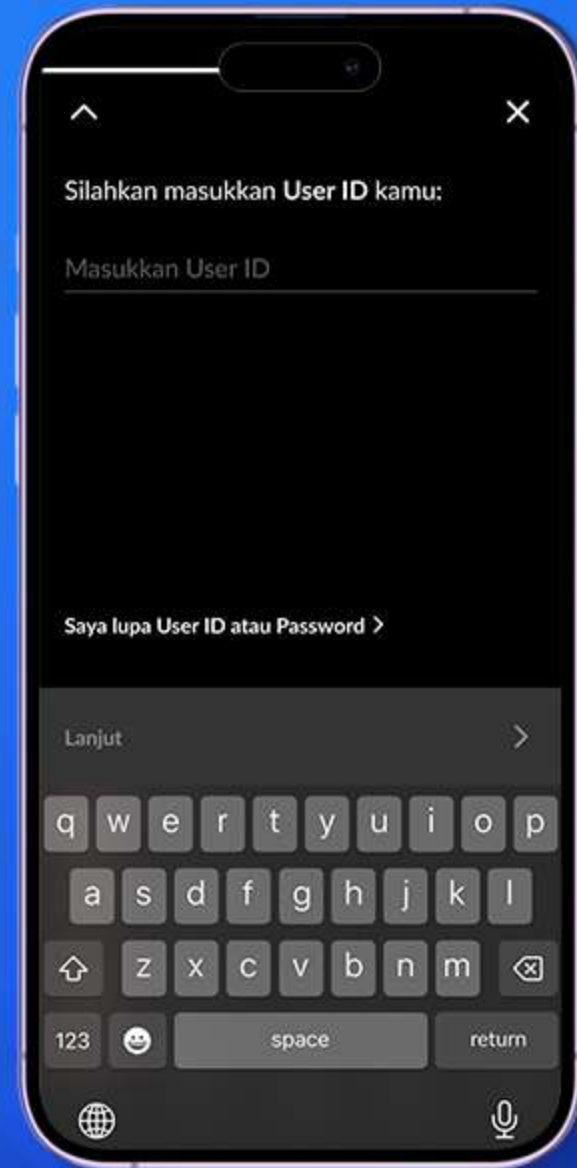 Silahkan masukkan User ID kamu:
Masukkan User ID
Saya lupa User ID atau Password >
Lanjut >
q w e r t y u i o p
a s d f g h j k l
z x c v b n m
123 space return